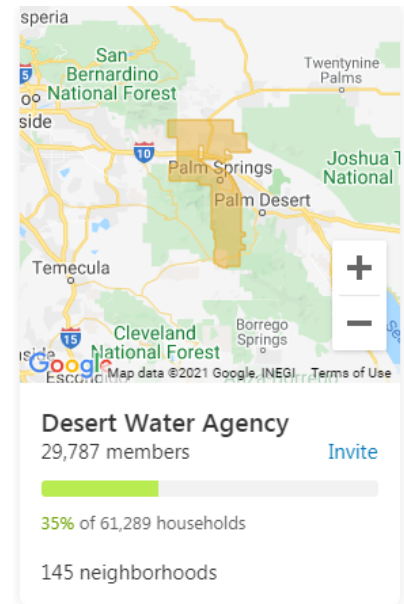 speria
San
Bernardino
National Forest
Twentynine
Palms
side
10
Palm Springs
Joshua T
National
Palm Desert
Temecula
15
Cleveland
National Forest
Borrego
Springs
Google
Map data ©2021 Google, INEGI Terms of Use
+
−
Desert Water Agency
29,787 members
Invite
35% of 61,289 households
145 neighborhoods